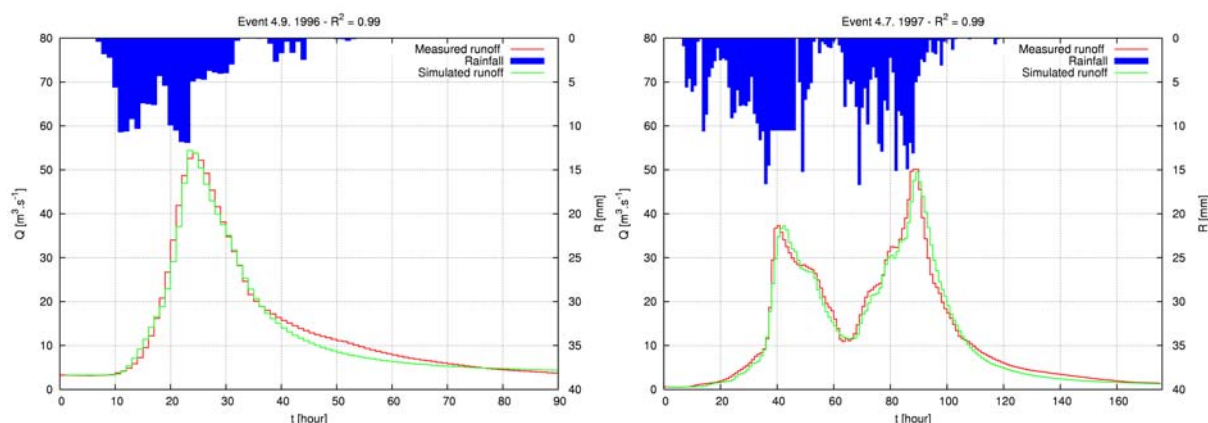 Event 4.9. 1996 - R² = 0.99
80
70
60
50
40
30
20
10
0
Q [m³.s⁻¹]
0
5
10
15
20
25
30
35
40
R [mm]
Measured runoff
Rainfall
Simulated runoff
0 10 20 30 40 50 60 70 80 90
t [hour]
Event 4.7. 1997 - R² = 0.99
80
70
60
50
40
30
20
10
0
Q [m³.s⁻¹]
0
5
10
15
20
25
30
35
40
R [mm]
Measured runoff
Rainfall
Simulated runoff
0 20 40 60 80 100 120 140 160
t [hour]